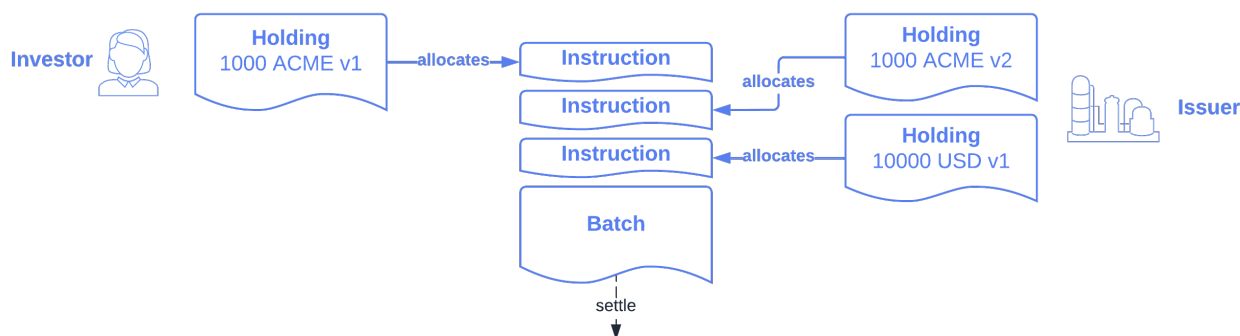 Investor
Holding
1000 ACME v1
allocates
Instruction
Instruction
Instruction
Batch
settle
allocates
allocates
Holding
1000 ACME v2
Holding
10000 USD v1
Issuer